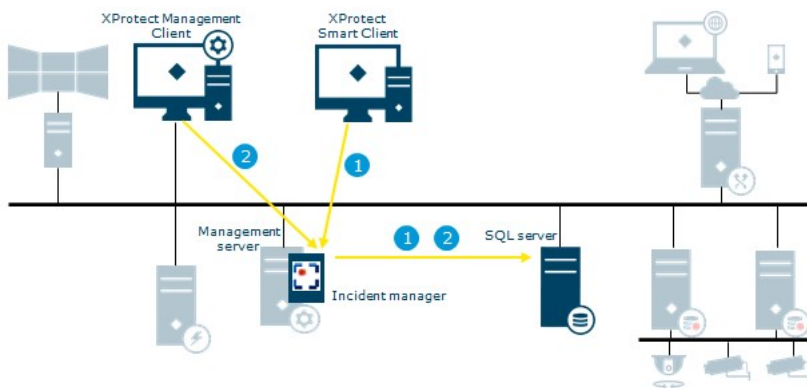 XProtect Management
Client
XProtect
Smart Client
2
1
Management
server
1 2
SQL server
Incident manager